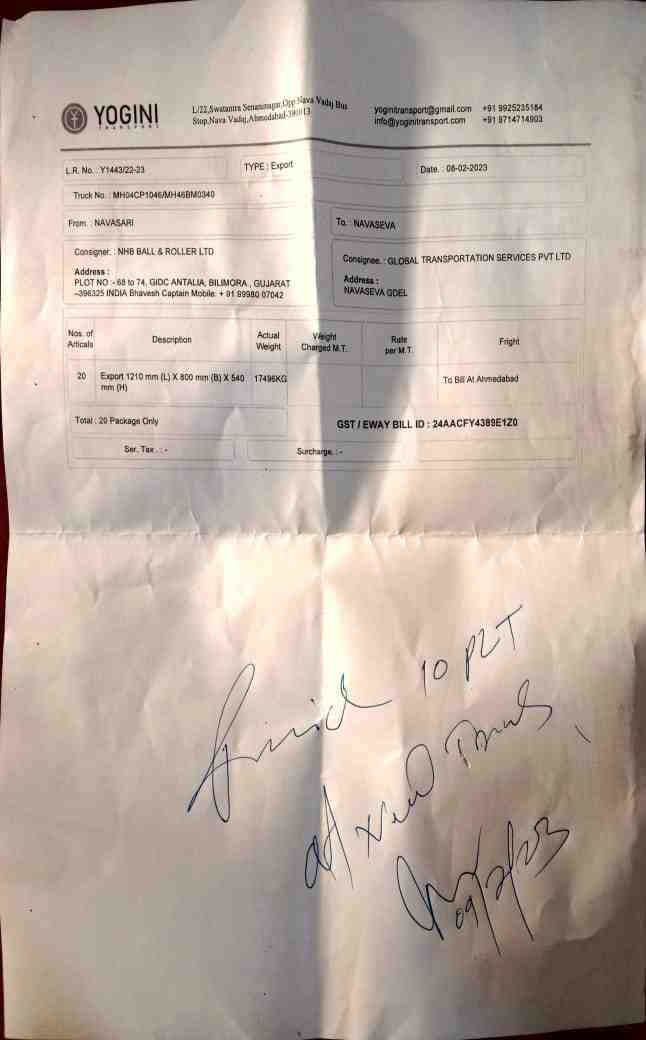 YOGINI
TRANSPORT
L/22,Swatantra Senaninagar,Opp.Nava Vadaj Bus
Stop,Nava Vadaj,Ahmedabad-380013
yoginitransport@gmail.com +91 9925235184
info@yoginitransport.com +91 9714714903
L.R. No. : Y1443/22-23 TYPE : Export Date. : 08-02-2023
Truck No. : MH04CP1046/MH46BM0340
From. : NAVASARI To. : NAVASEVA
Consigner. : NHB BALL & ROLLER LTD
Address :
PLOT NO :- 68 to 74, GIDC ANTALIA, BILIMORA , GUJARAT
–396325 INDIA Bhavesh Captain Mobile: + 91 99980 07042
Consignee. : GLOBAL TRANSPORTATION SERVICES PVT LTD
Address :
NAVASEVA GDEL
Nos. of Articals Description Actual Weight Weight Charged M.T. Rate per M.T. Fright
20 Export 1210 mm (L) X 800 mm (B) X 540 17496KG To Bill At Ahmedabad
mm (H)
Total : 20 Package Only GST / EWAY BILL ID : 24AACFY4389E1Z0
Ser. Tax . : - Surcharge. : -
10 PLT
09/2/23